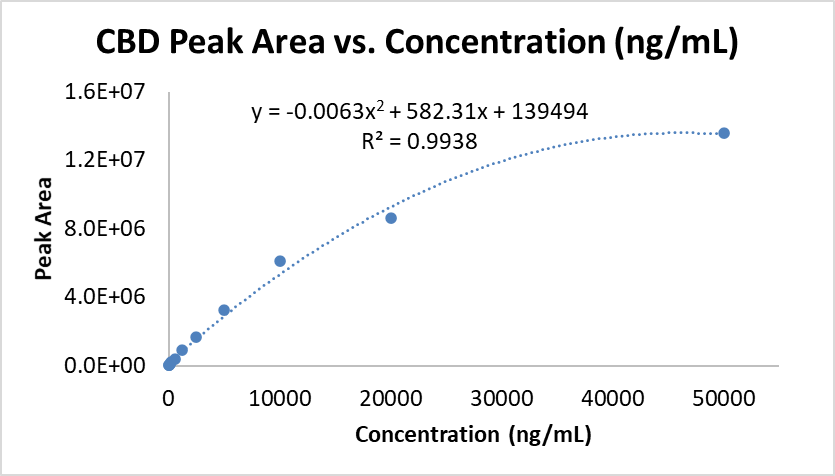 CBD Peak Area vs. Concentration (ng/mL)
1.6E+07
y = -0.0063x² + 582.31x + 139494
R² = 0.9938
1.2E+07
Peak Area
8.0E+06
4.0E+06
0.0E+00
0 10000 20000 30000 40000 50000
Concentration (ng/mL)